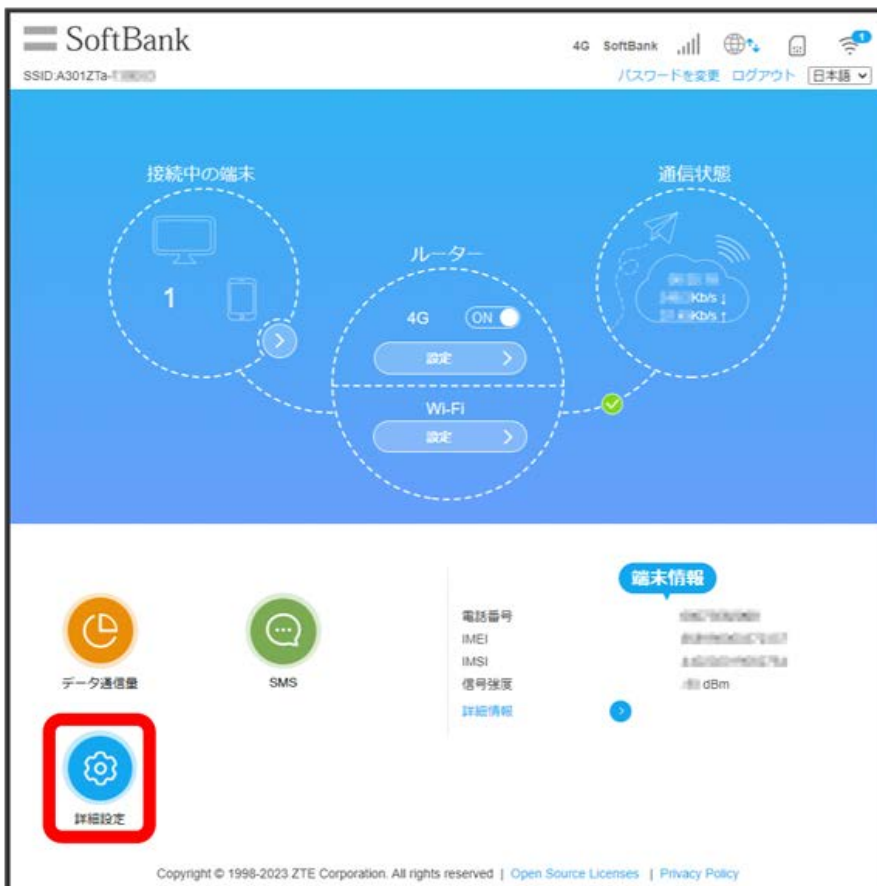 SoftBank
4G SoftBank
1
SSID:A301ZTa-
パスワードを変更 ログアウト 日本語
接続中の端末
通信状態
ルーター
1
4G ON
Kb/s ↓
Kb/s ↑
設定
Wi-Fi
設定
端末情報
電話番号
IMEI
IMSI
信号強度 dBm
詳細情報
データ通信量
SMS
詳細設定
Copyright © 1998-2023 ZTE Corporation. All rights reserved | Open Source Licenses | Privacy Policy